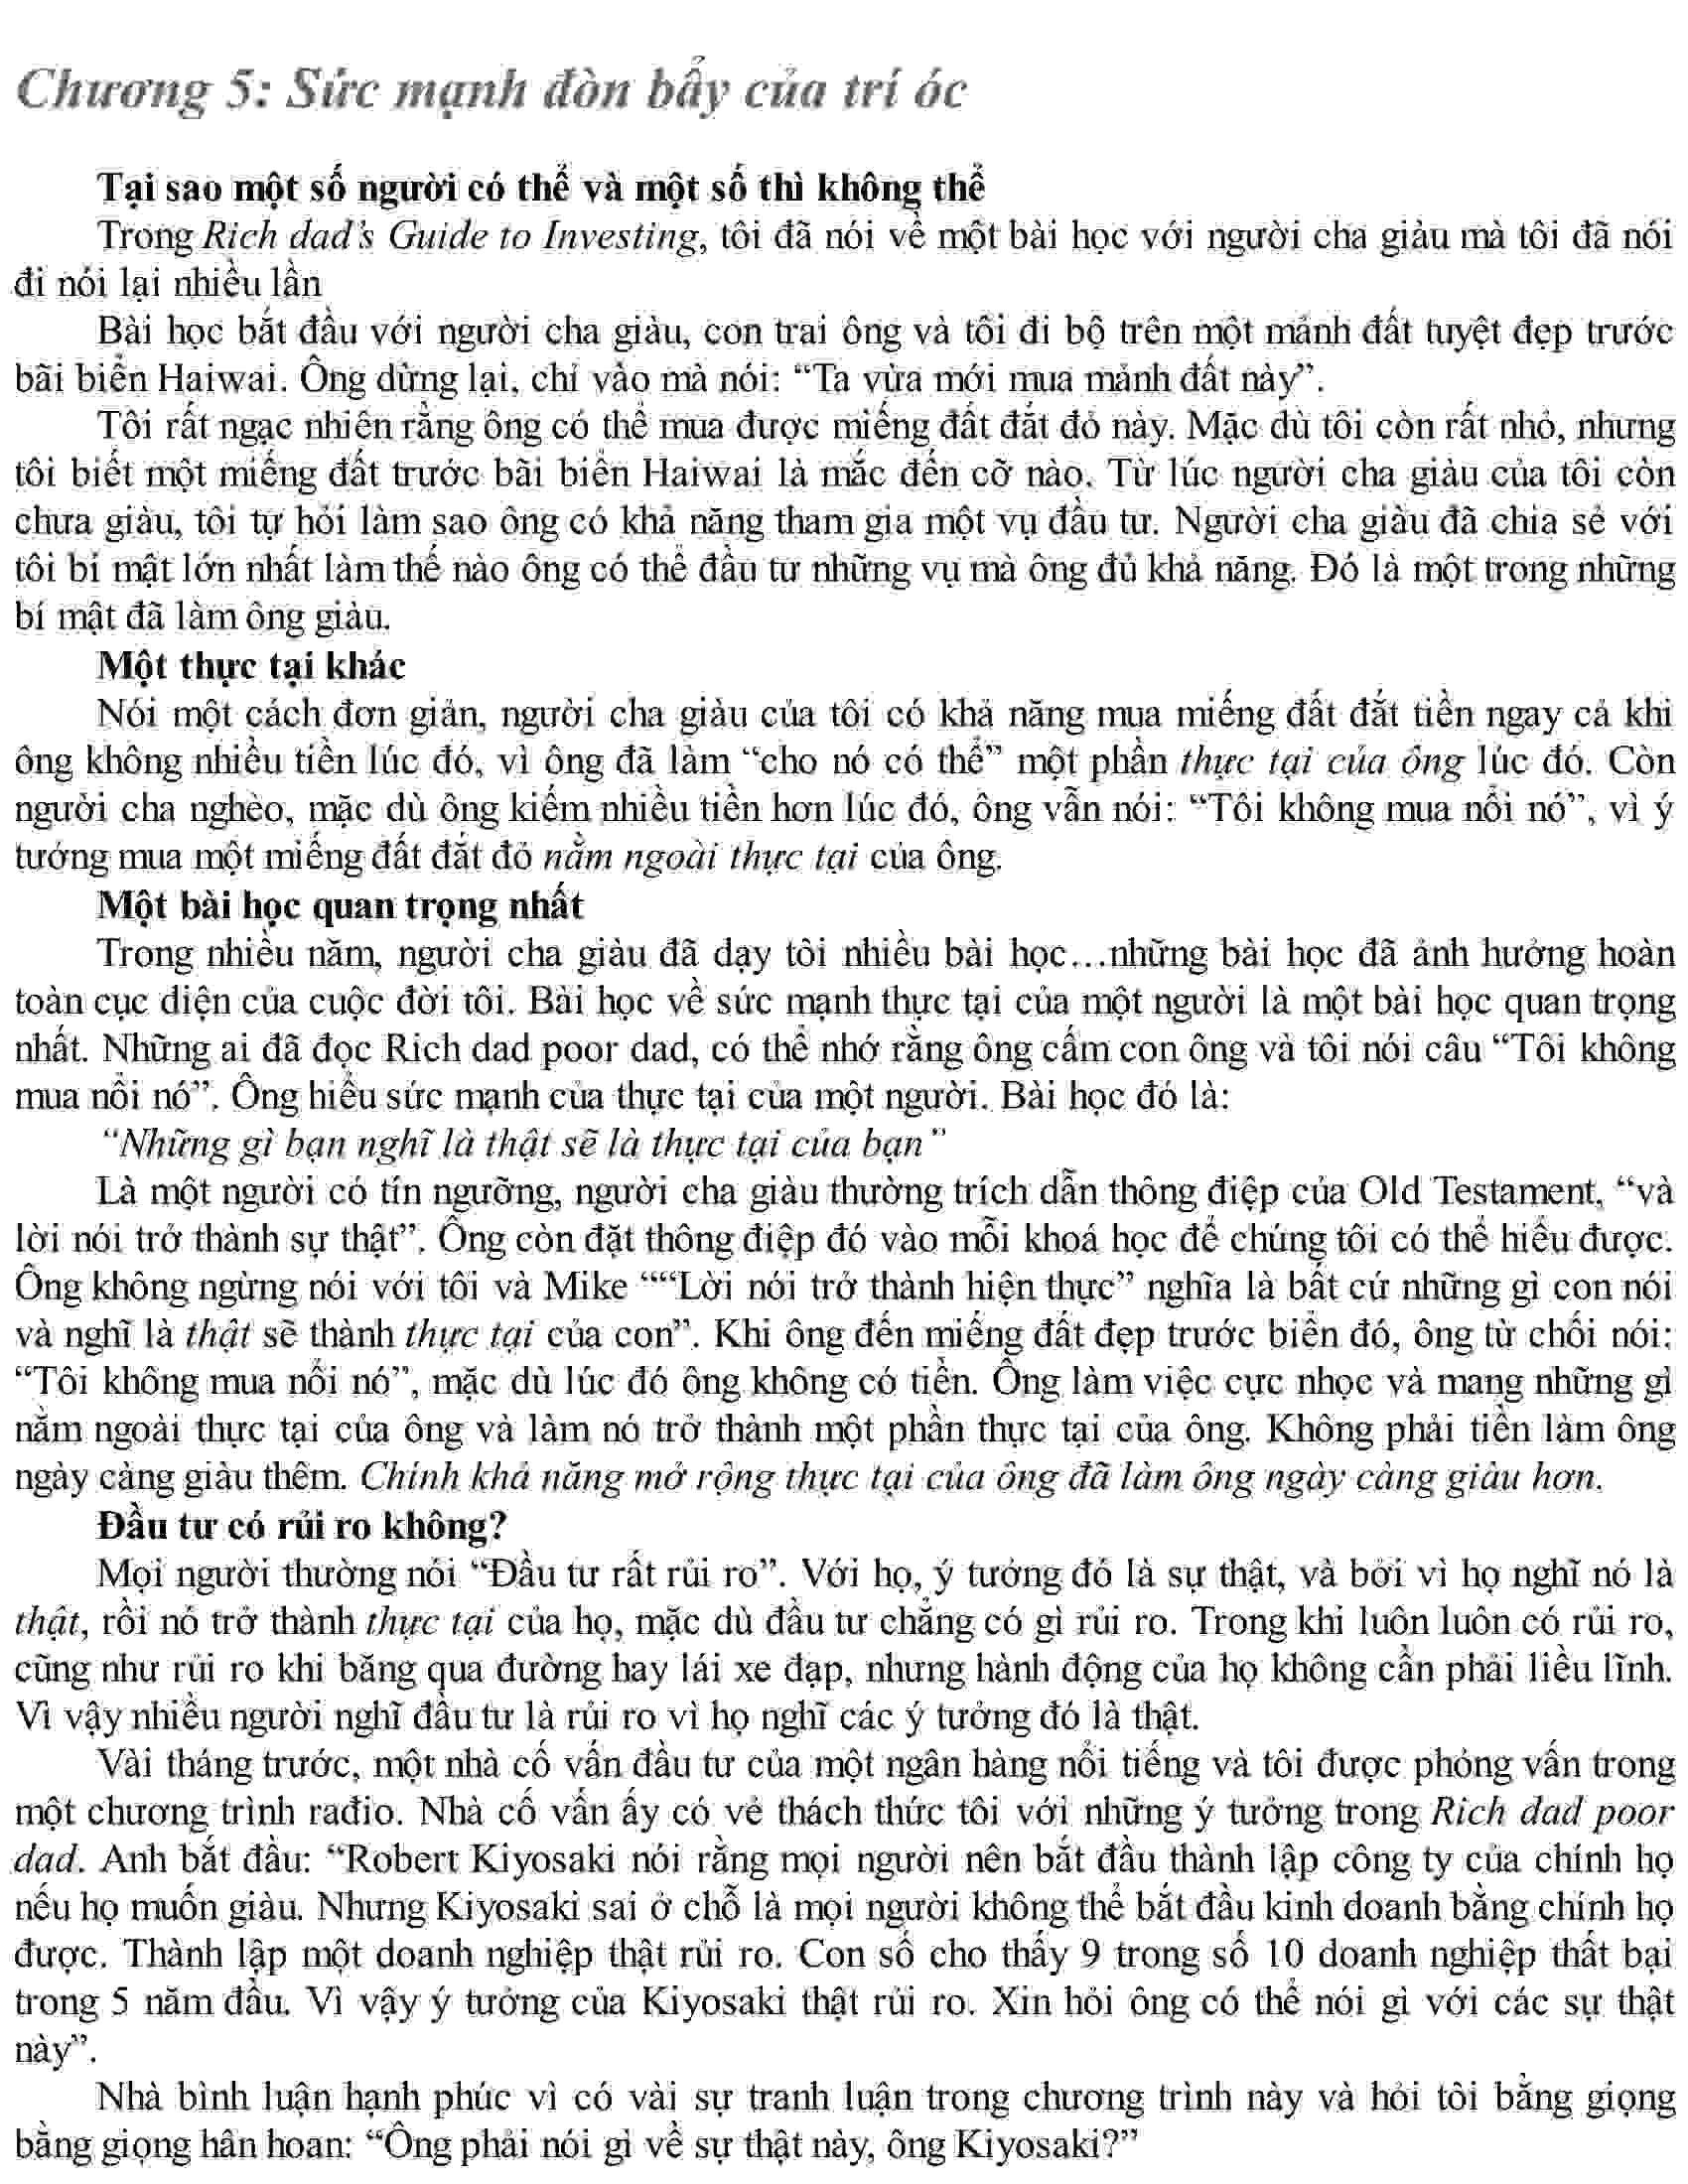 Chương 5: Sức mạnh đòn bẩy của trí óc
Tại sao một số người có thể và một số thì không thể
Trong Rich dad's Guide to Investing, tôi đã nói về một bài học với người cha giàu mà tôi đã nói
đi nói lại nhiều lần
Bài học bắt đầu với người cha giàu, con trai ông và tôi đi bộ trên một mảnh đất tuyệt đẹp trước
bãi biển Haiwai. Ông dừng lại, chỉ vào mà nói: “Ta vừa mới mua mảnh đất này”.
Tôi rất ngạc nhiên rằng ông có thể mua được miếng đất đắt đỏ này. Mặc dù tôi còn rất nhỏ, nhưng
tôi biết một miếng đất trước bãi biển Haiwai là mắc đến cỡ nào. Từ lúc người cha giàu của tôi còn
chưa giàu, tôi tự hỏi làm sao ông có khả năng tham gia một vụ đầu tư. Người cha giàu đã chia sẻ với
tôi bí mật lớn nhất làm thế nào ông có thể đầu tư những vụ mà ông đủ khả năng. Đó là một trong những
bí mật đã làm ông giàu.
Một thực tại khác
Nói một cách đơn giản, người cha giàu của tôi có khả năng mua miếng đất đắt tiền ngay cả khi
ông không nhiều tiền lúc đó, vì ông đã làm “cho nó có thể” một phần thực tại của ông lúc đó. Còn
người cha nghèo, mặc dù ông kiếm nhiều tiền hơn lúc đó, ông vẫn nói: “Tôi không mua nổi nó”, vì ý
tưởng mua một miếng đất đắt đỏ nằm ngoài thực tại của ông.
Một bài học quan trọng nhất
Trong nhiều năm, người cha giàu đã dạy tôi nhiều bài học…những bài học đã ảnh hưởng hoàn
toàn cục diện của cuộc đời tôi. Bài học về sức mạnh thực tại của một người là một bài học quan trọng
nhất. Những ai đã đọc Rich dad poor dad, có thể nhớ rằng ông cấm con ông và tôi nói câu “Tôi không
mua nổi nó”. Ông hiểu sức mạnh của thực tại của một người. Bài học đó là:
“Những gì bạn nghĩ là thật sẽ là thực tại của bạn”
Là một người có tín ngưỡng, người cha giàu thường trích dẫn thông điệp của Old Testament, “và
lời nói trở thành sự thật”. Ông còn đặt thông điệp đó vào mỗi khoá học để chúng tôi có thể hiểu được.
Ông không ngừng nói với tôi và Mike ““Lời nói trở thành hiện thực” nghĩa là bất cứ những gì con nói
và nghĩ là thật sẽ thành thực tại của con”. Khi ông đến miếng đất đẹp trước biển đó, ông từ chối nói:
“Tôi không mua nổi nó”, mặc dù lúc đó ông không có tiền. Ông làm việc cực nhọc và mang những gì
nằm ngoài thực tại của ông và làm nó trở thành một phần thực tại của ông. Không phải tiền làm ông
ngày càng giàu thêm. Chính khả năng mở rộng thực tại của ông đã làm ông ngày càng giàu hơn.
Đầu tư có rủi ro không?
Mọi người thường nói “Đầu tư rất rủi ro”. Với họ, ý tưởng đó là sự thật, và bởi vì họ nghĩ nó là
thật, rồi nó trở thành thực tại của họ, mặc dù đầu tư chẳng có gì rủi ro. Trong khi luôn luôn có rủi ro,
cũng như rủi ro khi băng qua đường hay lái xe đạp, nhưng hành động của họ không cần phải liều lĩnh.
Vì vậy nhiều người nghĩ đầu tư là rủi ro vì họ nghĩ các ý tưởng đó là thật.
Vài tháng trước, một nhà cố vấn đầu tư của một ngân hàng nổi tiếng và tôi được phỏng vấn trong
một chương trình rađio. Nhà cố vấn ấy có vẻ thách thức tôi với những ý tưởng trong Rich dad poor
dad. Anh bắt đầu: “Robert Kiyosaki nói rằng mọi người nên bắt đầu thành lập công ty của chính họ
nếu họ muốn giàu. Nhưng Kiyosaki sai ở chỗ là mọi người không thể bắt đầu kinh doanh bằng chính họ
được. Thành lập một doanh nghiệp thật rủi ro. Con số cho thấy 9 trong số 10 doanh nghiệp thất bại
trong 5 năm đầu. Vì vậy ý tưởng của Kiyosaki thật rủi ro. Xin hỏi ông có thể nói gì với các sự thật
này”.
Nhà bình luận hạnh phúc vì có vài sự tranh luận trong chương trình này và hỏi tôi bằng giọng
bằng giọng hân hoan: “Ông phải nói gì về sự thật này, ông Kiyosaki?”